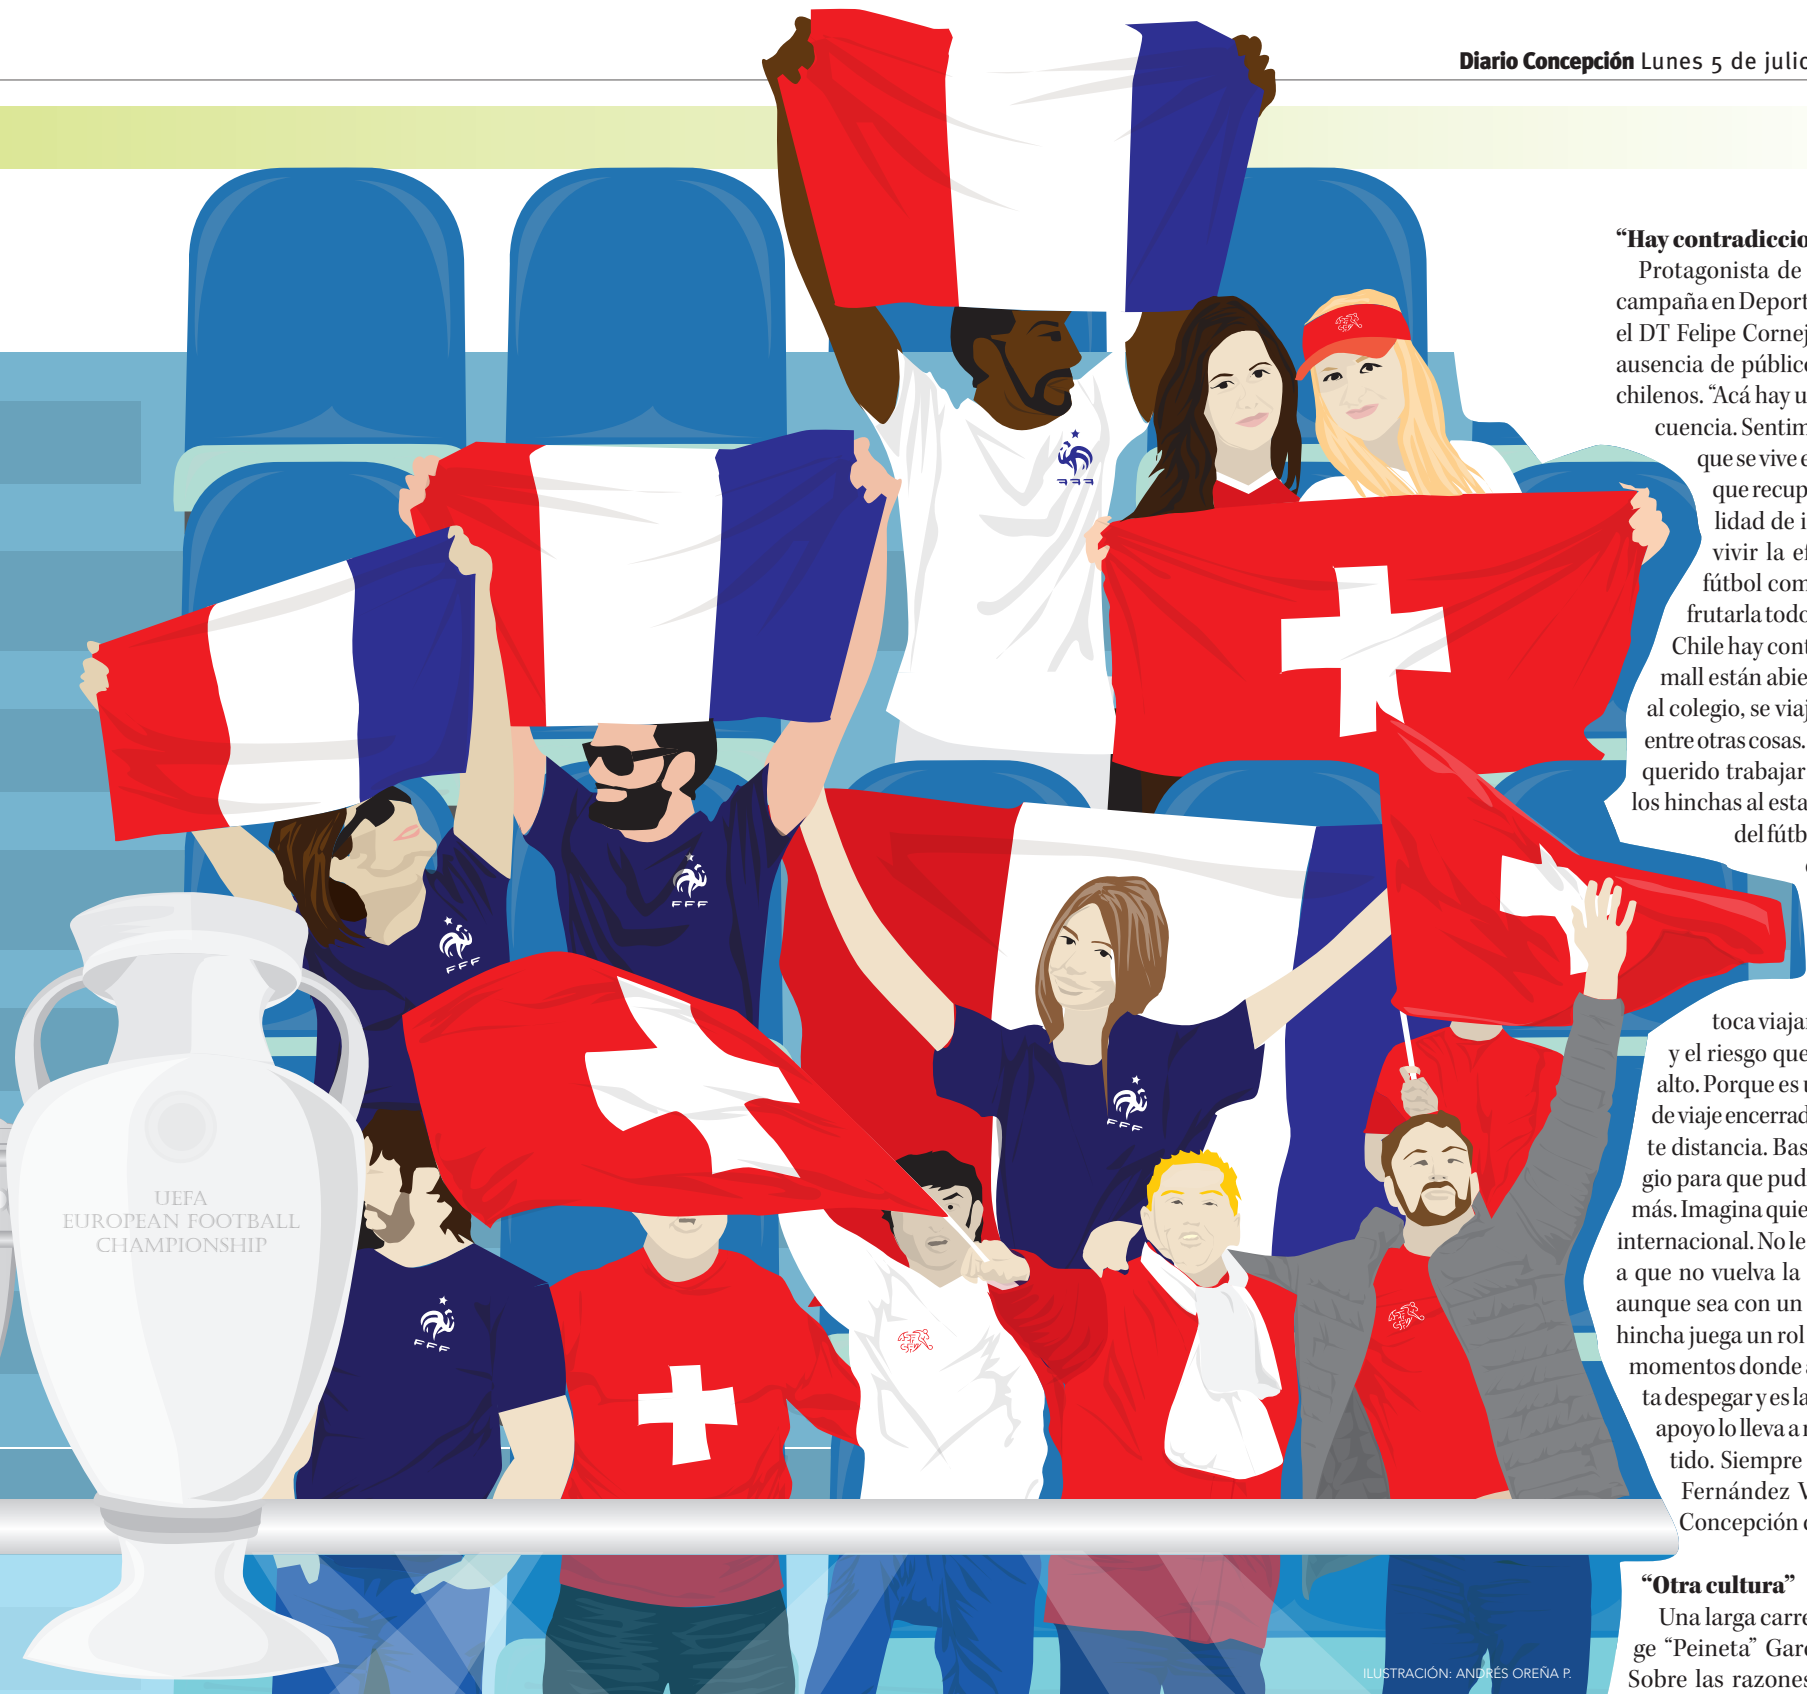 Diario Concepción Lunes 5 de julio
“Hay contradiccio
Protagonista de
campaña en Deport
el DT Felipe Cornej
ausencia de público
chilenos. “Acá hay u
cuencia. Sentim
que se vive e
que recup
lidad de i
vivir la ef
fútbol com
frutarla todo
Chile hay cont
mall están abie
al colegio, se viaj
entre otras cosas.
querido trabajar
los hinchas al esta
del fútb
toca viajar
y el riesgo que
alto. Porque es u
de viaje encerrad
te distancia. Bas
gio para que pud
más. Imagina quie
internacional. No le
a que no vuelva la
aunque sea con un
hincha juega un rol
momentos donde
ta despegar y es la
apoyo lo lleva a
tido. Siempre
Fernández V
Concepción
“Otra cultura”
Una larga carre
ge “Peineta” Garc
Sobre las razones
FFF
FFF
FFF
FFF
FFF
UEFA
EUROPEAN FOOTBALL
CHAMPIONSHIP
ILUSTRACIÓN: ANDRÉS OREÑA P.